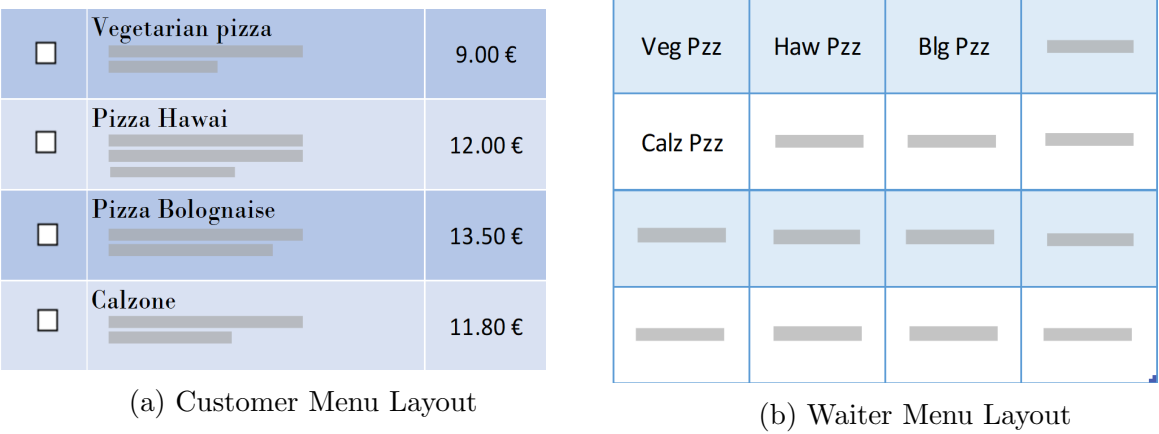 Vegetarian pizza
9.00 €
Pizza Hawai
12.00 €
Pizza Bolognaise
13.50 €
Calzone
11.80 €
(a) Customer Menu Layout
Veg Pzz Haw Pzz Blg Pzz
Calz Pzz
(b) Waiter Menu Layout